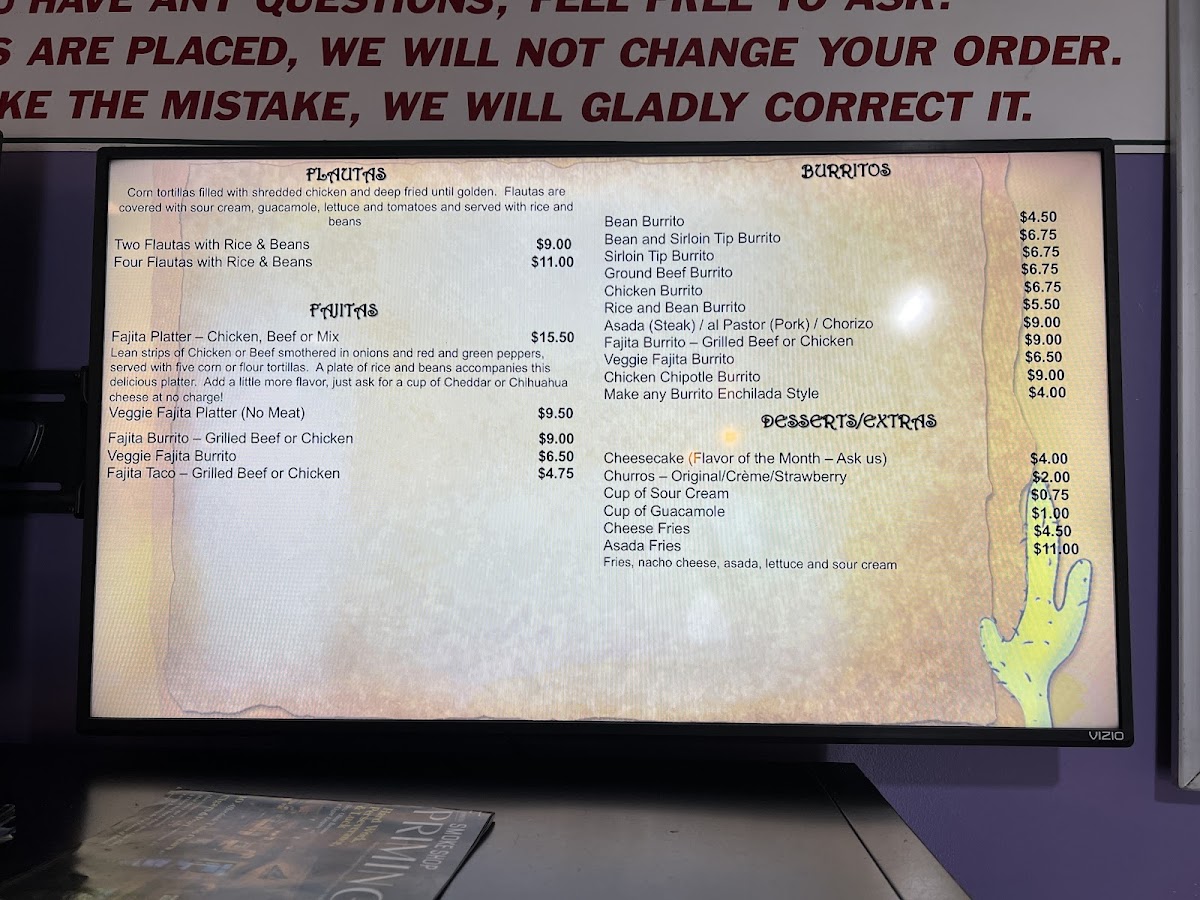 HAVE ANY QUESTIONS, FEEL FREE TO ASK.
ARE PLACED, WE WILL NOT CHANGE YOUR ORDER.
THE MISTAKE, WE WILL GLADLY CORRECT IT.
FLAUTAS
Corn tortillas filled with shredded chicken and deep fried until golden. Flautas are
covered with sour cream, guacamole, lettuce and tomatoes and served with rice and
beans
Two Flautas with Rice & Beans $9.00
Four Flautas with Rice & Beans $11.00
FAJITAS
Fajita Platter – Chicken, Beef or Mix $15.50
Lean strips of Chicken or Beef smothered in onions and red and green peppers,
served with five corn or flour tortillas. A plate of rice and beans accompanies this
delicious platter. Add a little more flavor, just ask for a cup of Cheddar or Chihuahua
cheese at no charge!
Veggie Fajita Platter (No Meat) $9.50
Fajita Burrito – Grilled Beef or Chicken $9.00
Veggie Fajita Burrito $6.50
Fajita Taco – Grilled Beef or Chicken $4.75
BURRITOS
Bean Burrito $4.50
Bean and Sirloin Tip Burrito $6.75
Sirloin Tip Burrito $6.75
Ground Beef Burrito $6.75
Chicken Burrito $6.75
Rice and Bean Burrito $5.50
Asada (Steak) / al Pastor (Pork) / Chorizo $9.00
Fajita Burrito – Grilled Beef or Chicken $9.00
Veggie Fajita Burrito $6.50
Chicken Chipotle Burrito $9.00
Make any Burrito Enchilada Style $4.00
DESSERTS/EXTRAS
Cheesecake (Flavor of the Month – Ask us) $4.00
Churros – Original/Crème/Strawberry $2.00
Cup of Sour Cream $0.75
Cup of Guacamole $1.00
Cheese Fries $4.50
Asada Fries $11.00
Fries, nacho cheese, asada, lettuce and sour cream
VIZIO
SMOKE SHOP
PRIMING